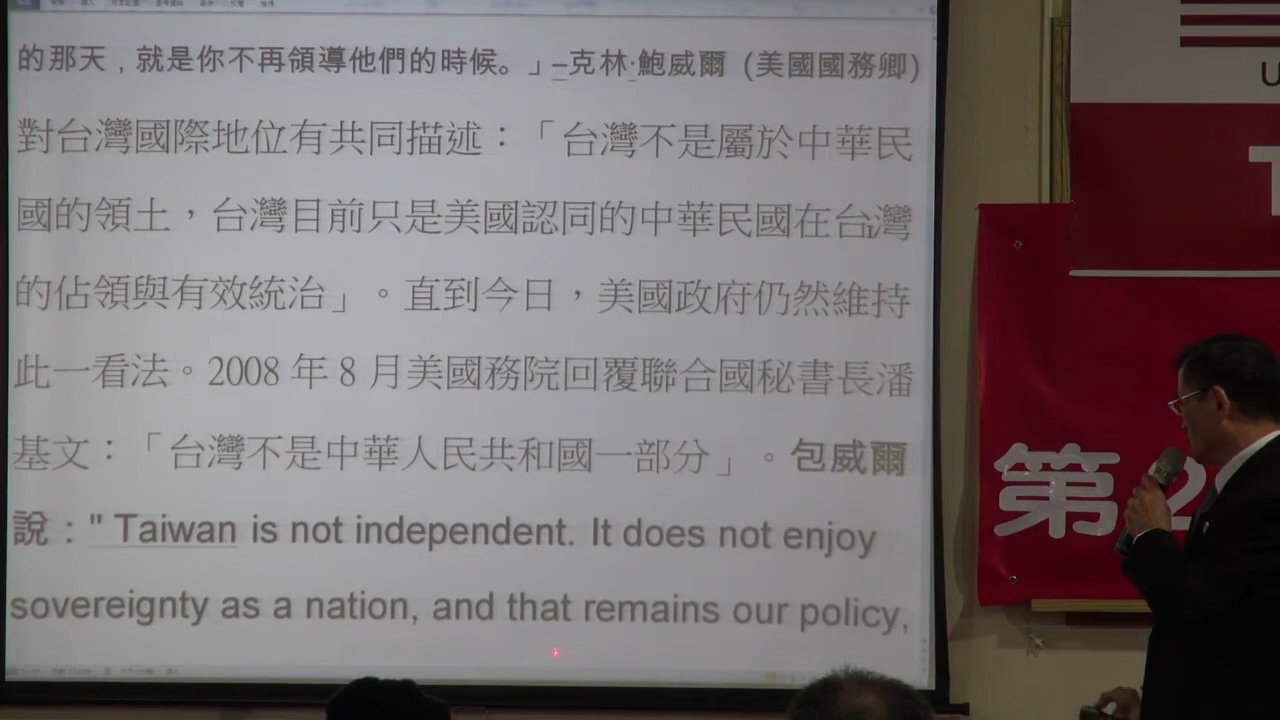 的那天，就是你不再領導他們的時候。」–克林·鮑威爾 (美國國務卿)
對台灣國際地位有共同描述：「台灣不是屬於中華民
國的領土，台灣目前只是美國認同的中華民國在台灣
的佔領與有效統治」。直到今日，美國政府仍然維持
此一看法。2008 年 8 月美國務院回覆聯合國秘書長潘
基文：「台灣不是中華人民共和國一部分」。包威爾
說：" Taiwan is not independent. It does not enjoy
sovereignty as a nation, and that remains our policy,
U
T
第2